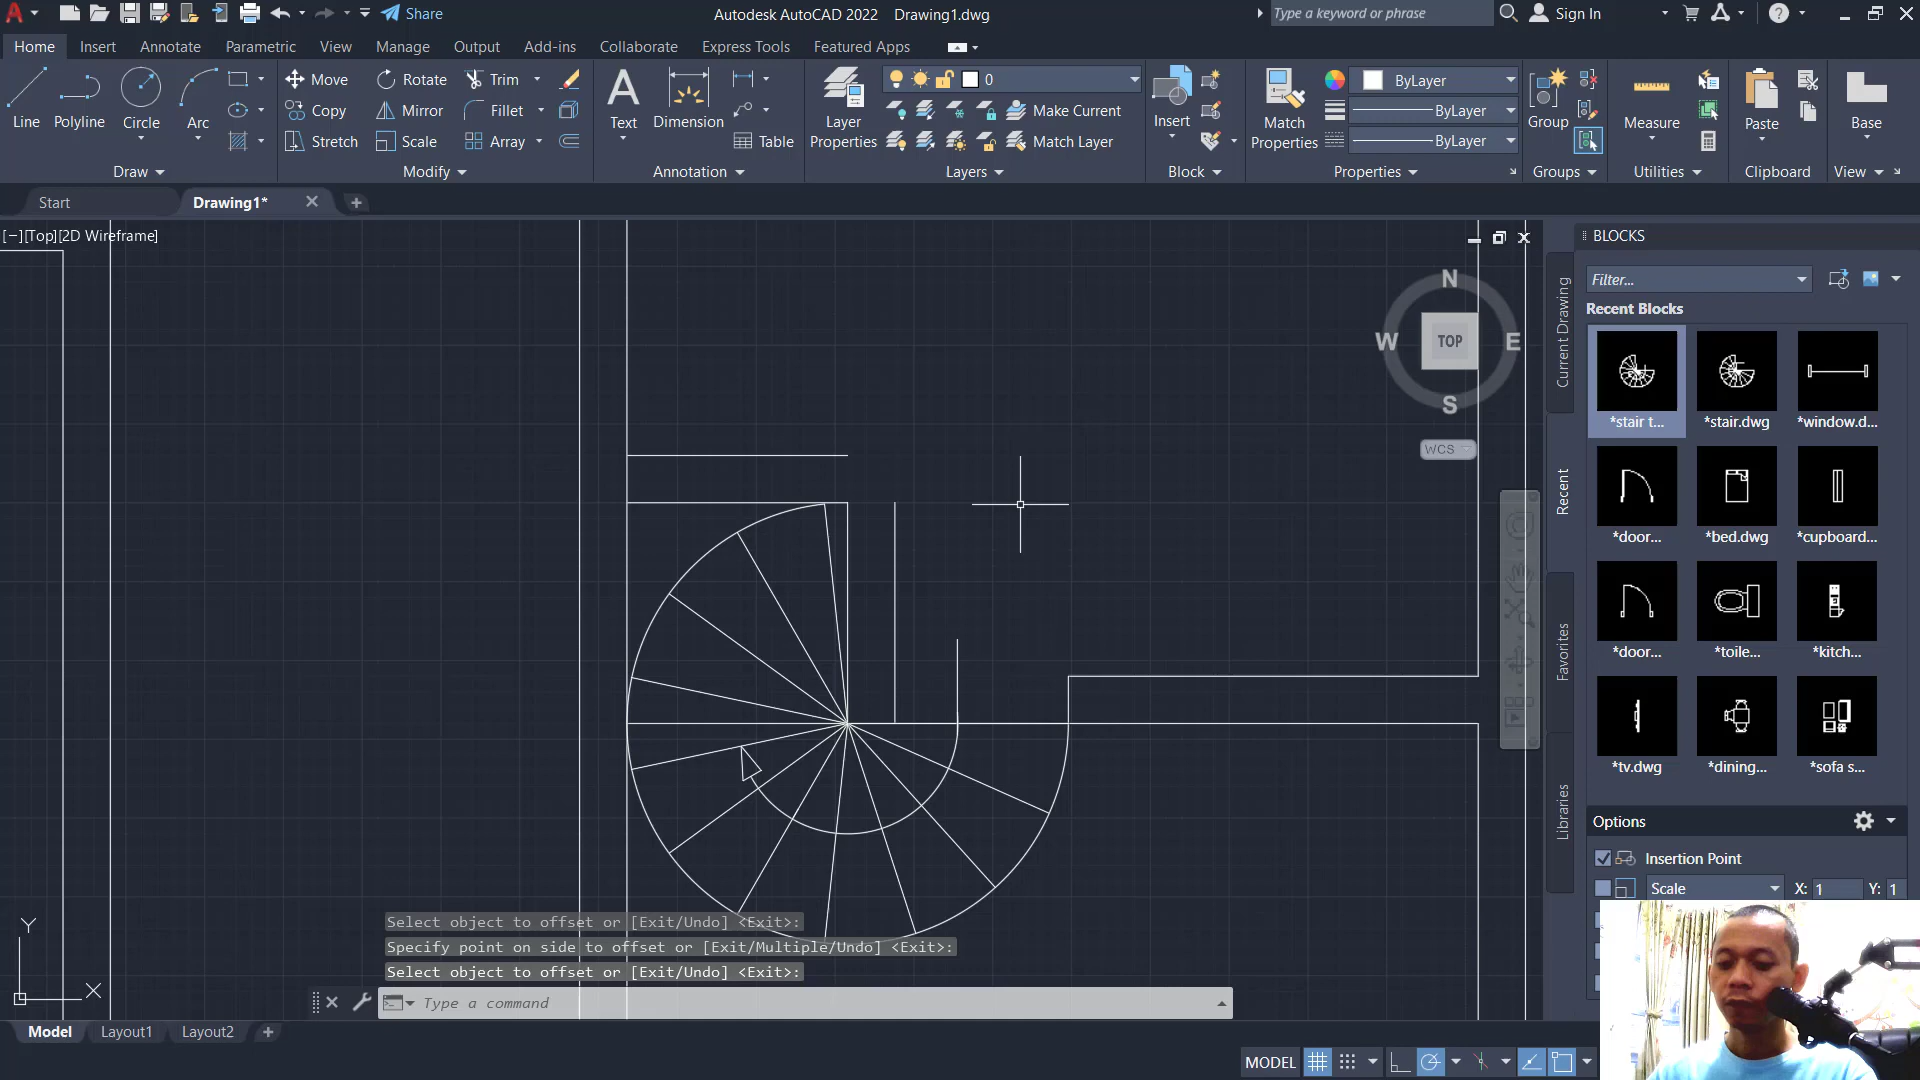 Share
Autodesk AutoCAD 2022 Drawing1.dwg
Type a keyword or phrase
Sign In
Home Insert Annotate Parametric View Manage Output Add-ins Collaborate Express Tools Featured Apps
Line Polyline Circle Arc
Move Rotate Trim
Copy Mirror Fillet
Stretch Scale Array
Text Dimension Table
Layer Properties
0
Make Current
Match Layer
Insert
Match Properties
ByLayer
ByLayer
ByLayer
Group
Measure
Paste
Base
Draw Modify Annotation Layers Block Properties Groups Utilities Clipboard View
Start Drawing1*
[−][Top][2D Wireframe]
N
W TOP E
S
WCS
BLOCKS
Filter...
Recent Blocks
Current Drawing
Recent
Favorites
Libraries
*stair t... *stair.dwg *window.d...
*door... *bed.dwg *cupboard...
*door... *toile... *kitch...
*tv.dwg *dining... *sofa s...
Options
Insertion Point
Scale X: 1 Y: 1
Y
X
Select object to offset or [Exit/Undo] <Exit>:
Specify point on side to offset or [Exit/Multiple/Undo] <Exit>:
Select object to offset or [Exit/Undo] <Exit>:
Type a command
Model Layout1 Layout2
MODEL